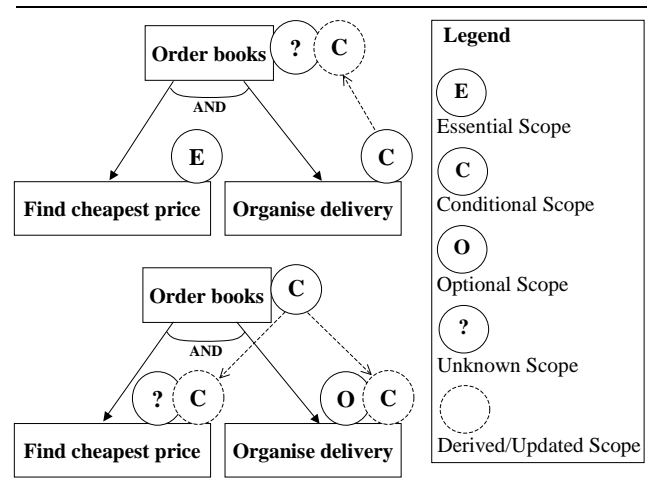 Order books ? C
AND
E C
Find cheapest price Organise delivery
Order books C
AND
? C O C
Find cheapest price Organise delivery
Legend
E
Essential Scope
C
Conditional Scope
O
Optional Scope
?
Unknown Scope
Derived/Updated Scope